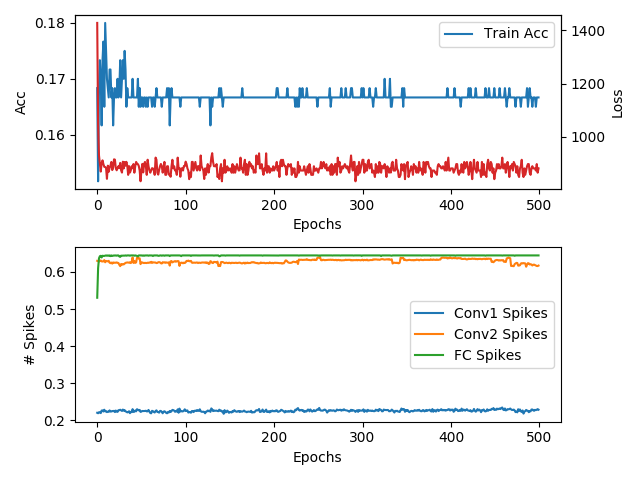 0.18
0.17
0.16
Acc
Train Acc
1400
1200
1000
Loss
0 100 200 300 400 500
Epochs
0.6
0.5
0.4
0.3
0.2
# Spikes
Conv1 Spikes
Conv2 Spikes
FC Spikes
0 100 200 300 400 500
Epochs